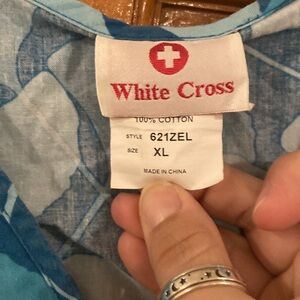 White Cross
100% COTTON
STYLE 621ZEL
SIZE XL
MADE IN CHINA